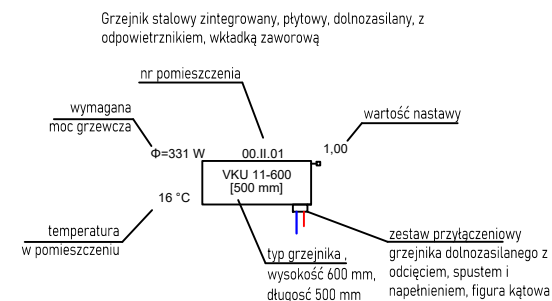 Grzejnik stalowy zintegrowany, płytowy, dolnozasilany, z
odpowietrznikiem, wkładką zaworową
nr pomieszczenia
wymagana
moc grzewcza
wartość nastawy
Φ=331 W
00.II.01
1,00
VKU 11-600
[500 mm]
16 °C
temperatura
w pomieszczeniu
typ grzejnika ,
wysokość 600 mm,
długosć 500 mm
zestaw przyłączeniowy
grzejnika dolnozasilanego z
odcięciem, spustem i
napełnieniem, figura kątowa